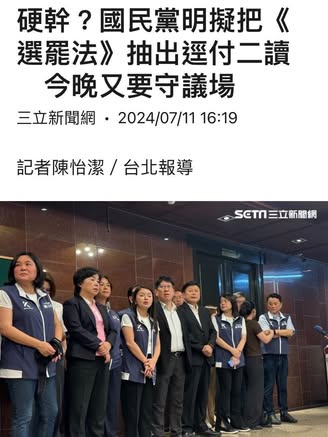 硬幹？國民黨明擬把《
選罷法》抽出逕付二讀
今晚又要守議場
三立新聞網 • 2024/07/11 16:19
記者陳怡潔／台北報導
SETN 三立新聞網